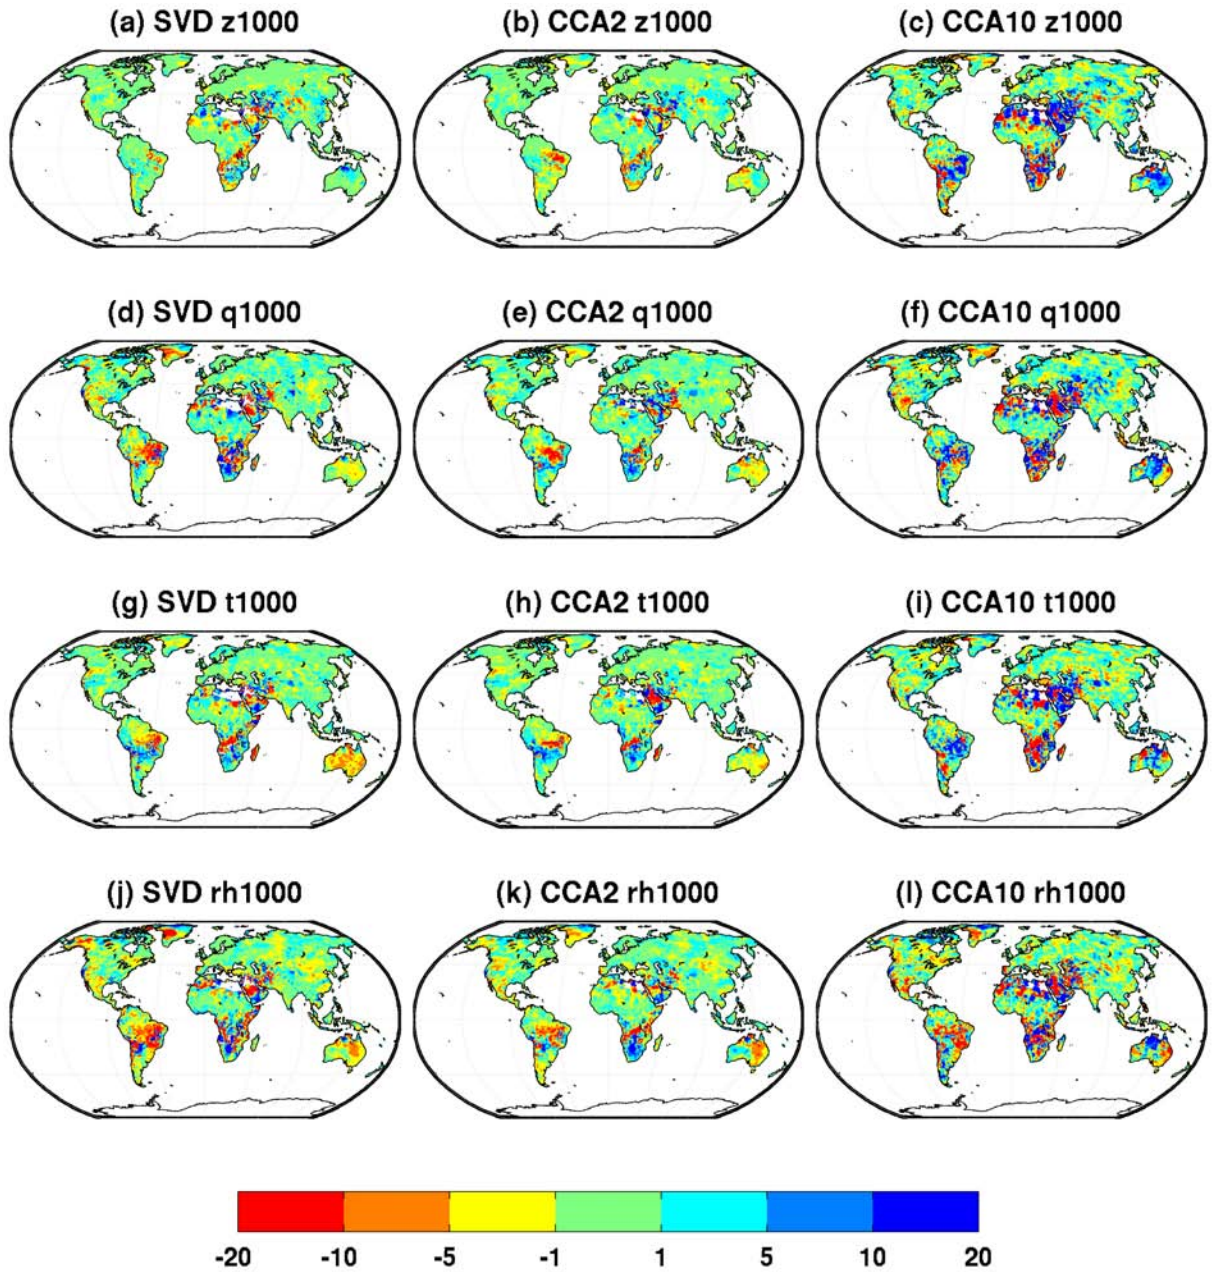 (a) SVD z1000 (b) CCA2 z1000 (c) CCA10 z1000
(d) SVD q1000 (e) CCA2 q1000 (f) CCA10 q1000
(g) SVD t1000 (h) CCA2 t1000 (i) CCA10 t1000
(j) SVD rh1000 (k) CCA2 rh1000 (l) CCA10 rh1000
-20 -10 -5 -1 1 5 10 20